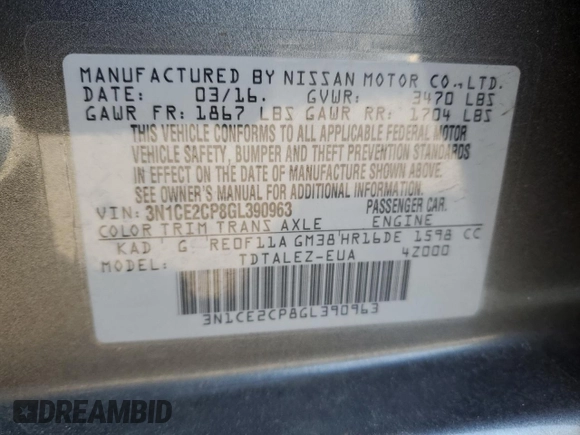 MANUFACTURED BY NISSAN MOTOR CO.,LTD.
DATE: 03/16. GVWR: 3470 LBS
GAWR FR: 1867 LBS GAWR RR: 1704 LBS
THIS VEHICLE CONFORMS TO ALL APPLICABLE FEDERAL MOTOR
VEHICLE SAFETY, BUMPER AND THEFT PREVENTION STANDARDS
IN EFFECT ON THE DATE OF MANUFACTURE SHOWN ABOVE.
SEE OWNER'S MANUAL FOR ADDITIONAL INFORMATION.
VIN: 3N1CE2CP8GL390963 PASSENGER CAR.
COLOR TRIM TRANS AXLE ENGINE
KAD G RE0F11A GM38 HR16DE 1598 CC
MODEL: TDTALEZ-EUA 4Z000
3N1CE2CP8GL390963
DREAMBID